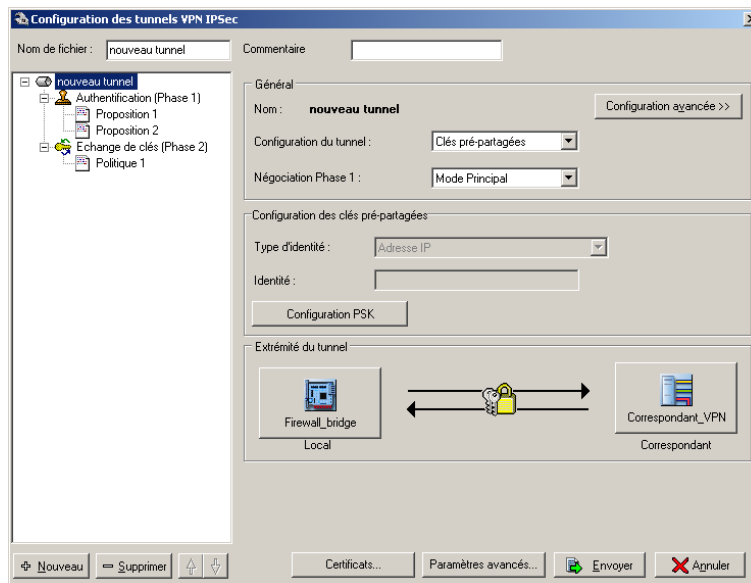 Configuration des tunnels VPN IPSec
Nom de fichier : nouveau tunnel Commentaire
nouveau tunnel
Authentification (Phase 1)
Proposition 1
Proposition 2
Echange de clés (Phase 2)
Politique 1
Général
Nom : nouveau tunnel Configuration avancée >>
Configuration du tunnel : Clés pré-partagées
Négociation Phase 1 : Mode Principal
Configuration des clés pré-partagées
Type d'identité : Adresse IP
Identité :
Configuration PSK
Extrémité du tunnel
Firewall_bridge Correspondant_VPN
Local Correspondant
Nouveau Supprimer Certificats... Paramètres avancés... Envoyer Annuler